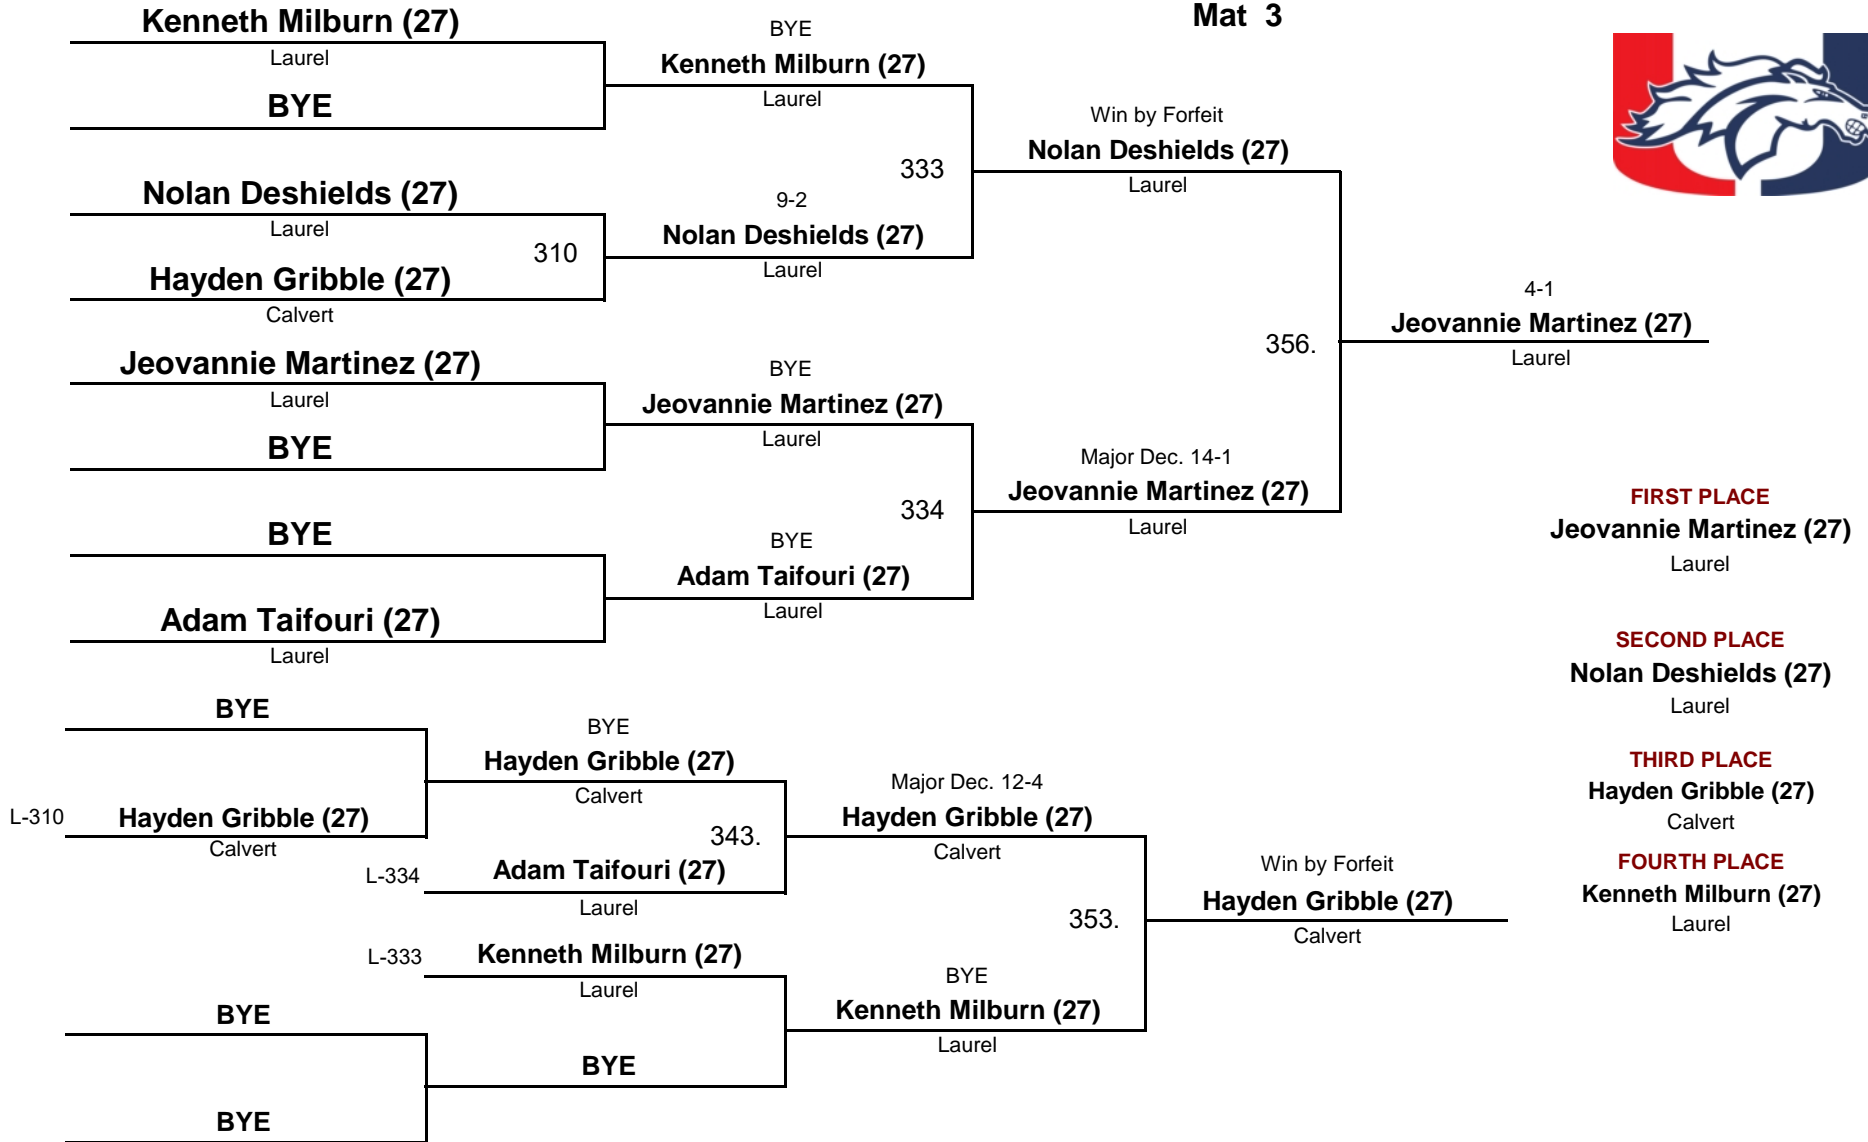 Mat 3
Kenneth Milburn (27)
Laurel
BYE
Nolan Deshields (27)
Laurel
310
Hayden Gribble (27)
Calvert
Jeovannie Martinez (27)
Laurel
BYE
BYE
Adam Taifouri (27)
Laurel
BYE
Kenneth Milburn (27)
Laurel
333
9-2
Nolan Deshields (27)
Laurel
BYE
Jeovannie Martinez (27)
Laurel
334
BYE
Adam Taifouri (27)
Laurel
Win by Forfeit
Nolan Deshields (27)
Laurel
356.
Major Dec. 14-1
Jeovannie Martinez (27)
Laurel
4-1
Jeovannie Martinez (27)
Laurel
BYE
L-310
Hayden Gribble (27)
Calvert
BYE
BYE
BYE
Hayden Gribble (27)
Calvert
343.
L-334
Adam Taifouri (27)
Laurel
L-333
Kenneth Milburn (27)
Laurel
BYE
Major Dec. 12-4
Hayden Gribble (27)
Calvert
353.
BYE
Kenneth Milburn (27)
Laurel
Win by Forfeit
Hayden Gribble (27)
Calvert
FIRST PLACE
Jeovannie Martinez (27)
Laurel
SECOND PLACE
Nolan Deshields (27)
Laurel
THIRD PLACE
Hayden Gribble (27)
Calvert
FOURTH PLACE
Kenneth Milburn (27)
Laurel